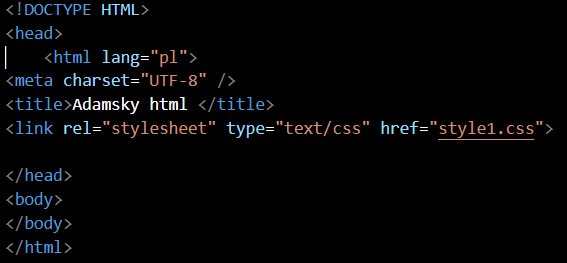 <!DOCTYPE HTML>
<head>
<html lang="pl">
<meta charset="UTF-8" />
<title>Adamsky html </title>
<link rel="stylesheet" type="text/css" href="style1.css">
</head>
<body>
</body>
</html>